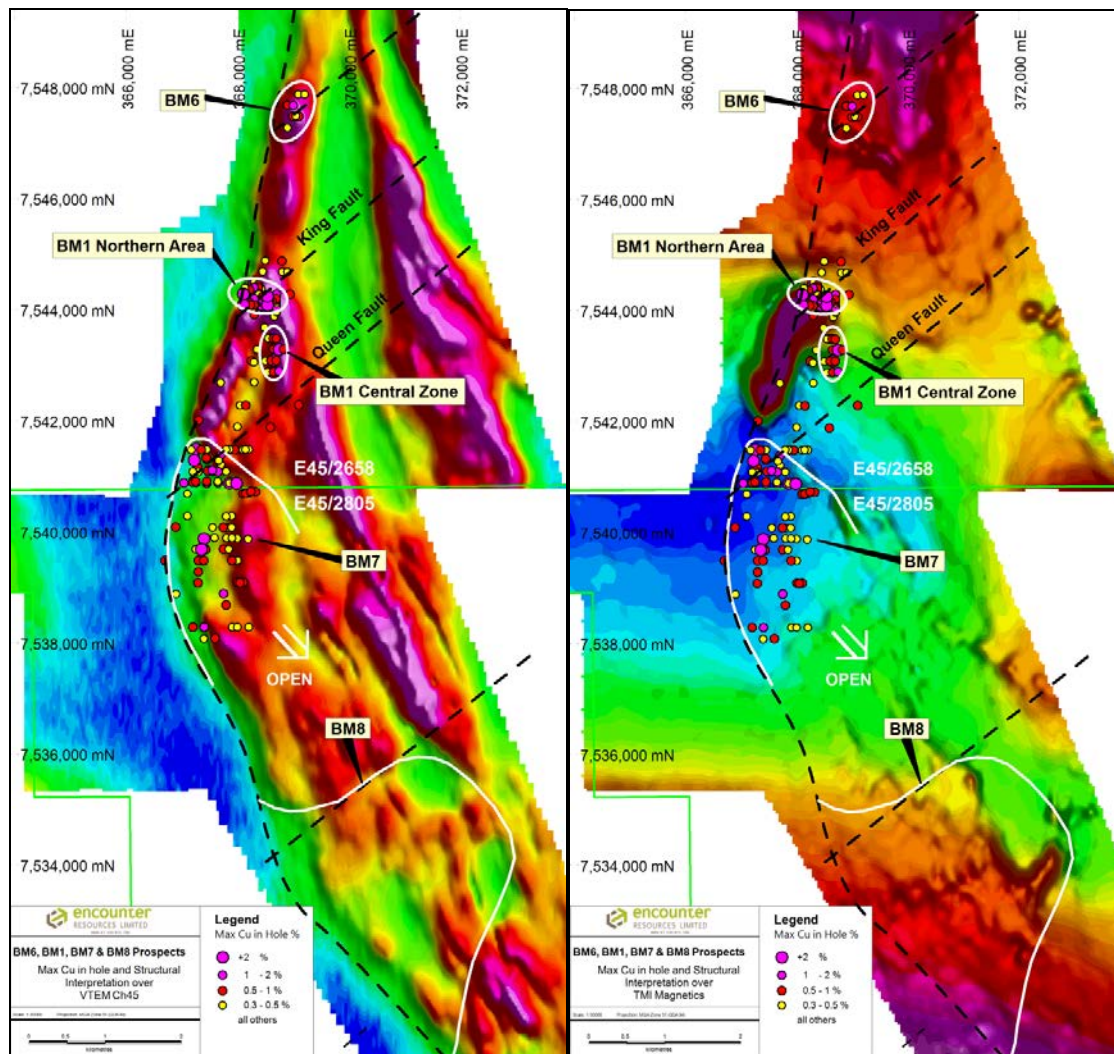 366,000 mE
368,000 mE
370,000 mE
372,000 mE
7,548,000 mN
BM6
7,546,000 mN
King Fault
BM1 Northern Area
7,544,000 mN
Queen Fault
BM1 Central Zone
7,542,000 mN
E45/2658
E45/2805
7,540,000 mN
BM7
7,538,000 mN
OPEN
BM8
7,536,000 mN
7,534,000 mN
encounter
RESOURCES LIMITED
BM6, BM1, BM7 & BM8 Prospects
Max Cu in hole and Structural
Interpretation over
VTEM Ch45
Legend
Max Cu in Hole %
+2 %
1 - 2 %
0.5 - 1 %
0.3 - 0.5 %
all others
kilometres
366,000 mE
368,000 mE
370,000 mE
372,000 mE
7,548,000 mN
BM6
7,546,000 mN
King Fault
BM1 Northern Area
7,544,000 mN
Queen Fault
BM1 Central Zone
7,542,000 mN
E45/2658
E45/2805
7,540,000 mN
BM7
7,538,000 mN
OPEN
BM8
7,536,000 mN
7,534,000 mN
encounter
RESOURCES LIMITED
BM6, BM1, BM7 & BM8 Prospects
Max Cu in hole and Structural
Interpretation over
TMI Magnetics
Legend
Max Cu in Hole %
+2 %
1 - 2 %
0.5 - 1 %
0.3 - 0.5 %
all others
kilometres